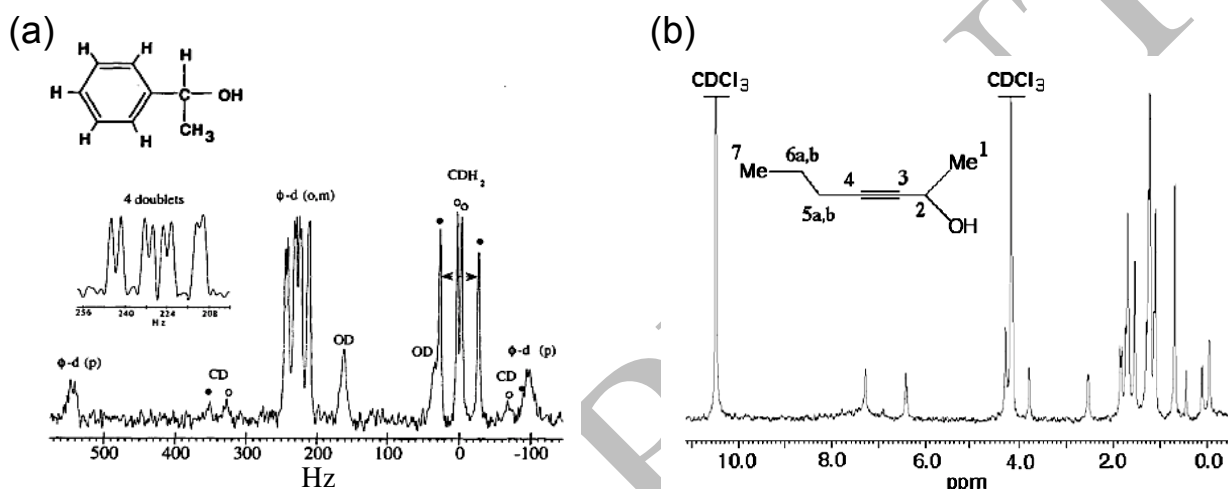 (a)
H H H
H C OH
CH₃
H H
4 doublets
256 240 224 208
Hz
ϕ-d (o,m)
CDH₂
OD
OD
ϕ-d (p)
CD
ϕ-d (p)
CD
500 400 300 200 100 0 -100
Hz
(b)
CDCl₃ CDCl₃
7 6a,b 1
Me 4 3 Me
5a,b 2
OH
10.0 8.0 6.0 4.0 2.0 0.0
ppm